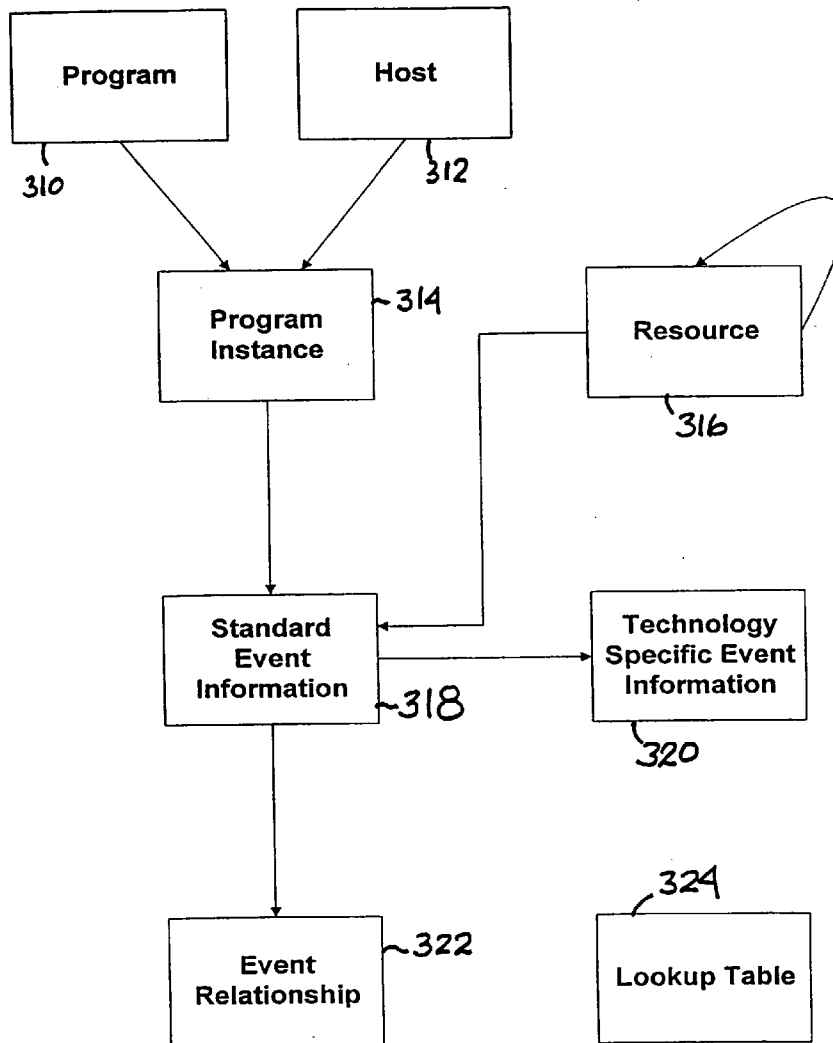 Program
Host
310
312
314
Program
Instance
Resource
316
Standard
Event
Information
318
Technology
Specific Event
Information
320
324
Event
Relationship
322
Lookup Table